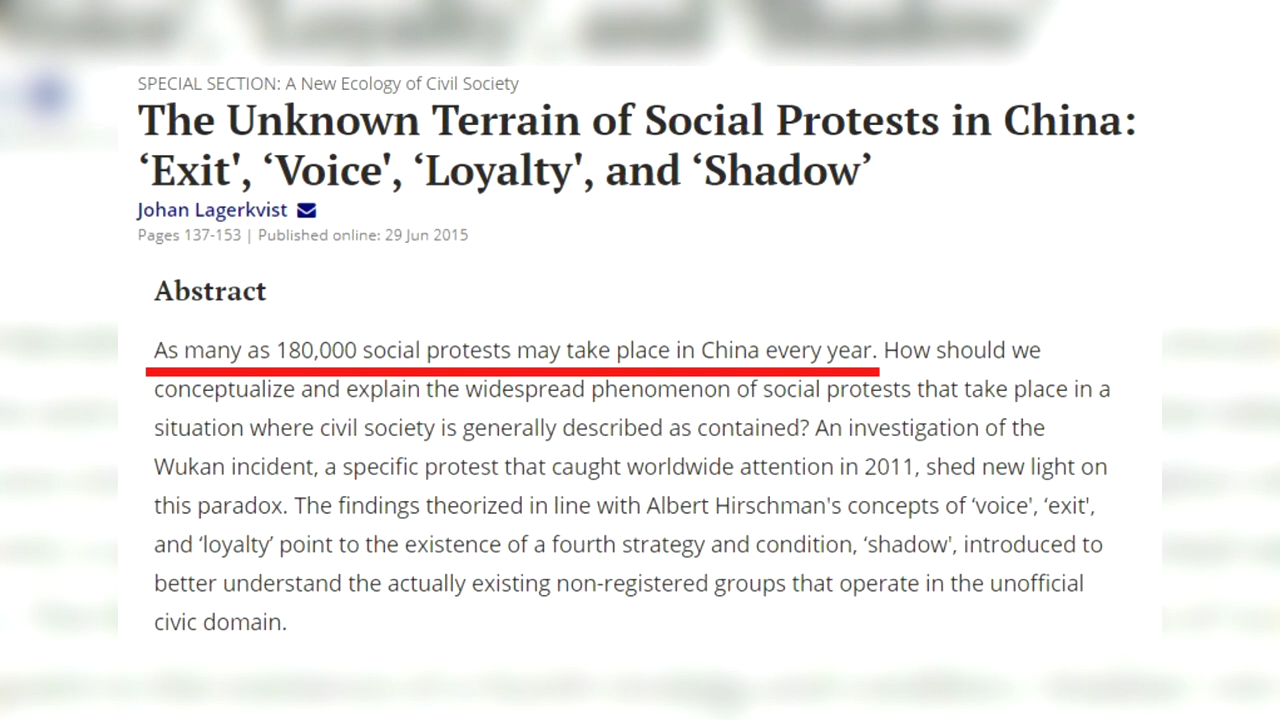 SPECIAL SECTION: A New Ecology of Civil Society
The Unknown Terrain of Social Protests in China:
‘Exit', ‘Voice', ‘Loyalty', and ‘Shadow’
Johan Lagerkvist
Pages 137-153 | Published online: 29 Jun 2015
Abstract
As many as 180,000 social protests may take place in China every year. How should we
conceptualize and explain the widespread phenomenon of social protests that take place in a
situation where civil society is generally described as contained? An investigation of the
Wukan incident, a specific protest that caught worldwide attention in 2011, shed new light on
this paradox. The findings theorized in line with Albert Hirschman's concepts of ‘voice', ‘exit',
and ‘loyalty’ point to the existence of a fourth strategy and condition, ‘shadow', introduced to
better understand the actually existing non-registered groups that operate in the unofficial
civic domain.